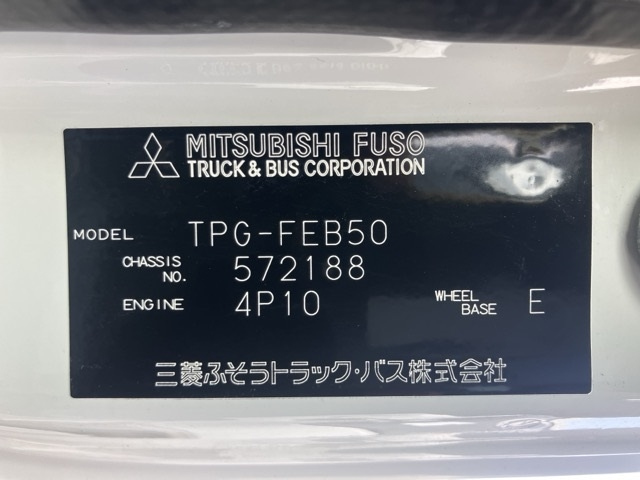 MITSUBISHI FUSO
TRUCK & BUS CORPORATION
MODEL TPG-FEB50
CHASSIS NO. 572188
ENGINE 4P10 WHEEL BASE E
三菱ふそうトラック・バス株式会社